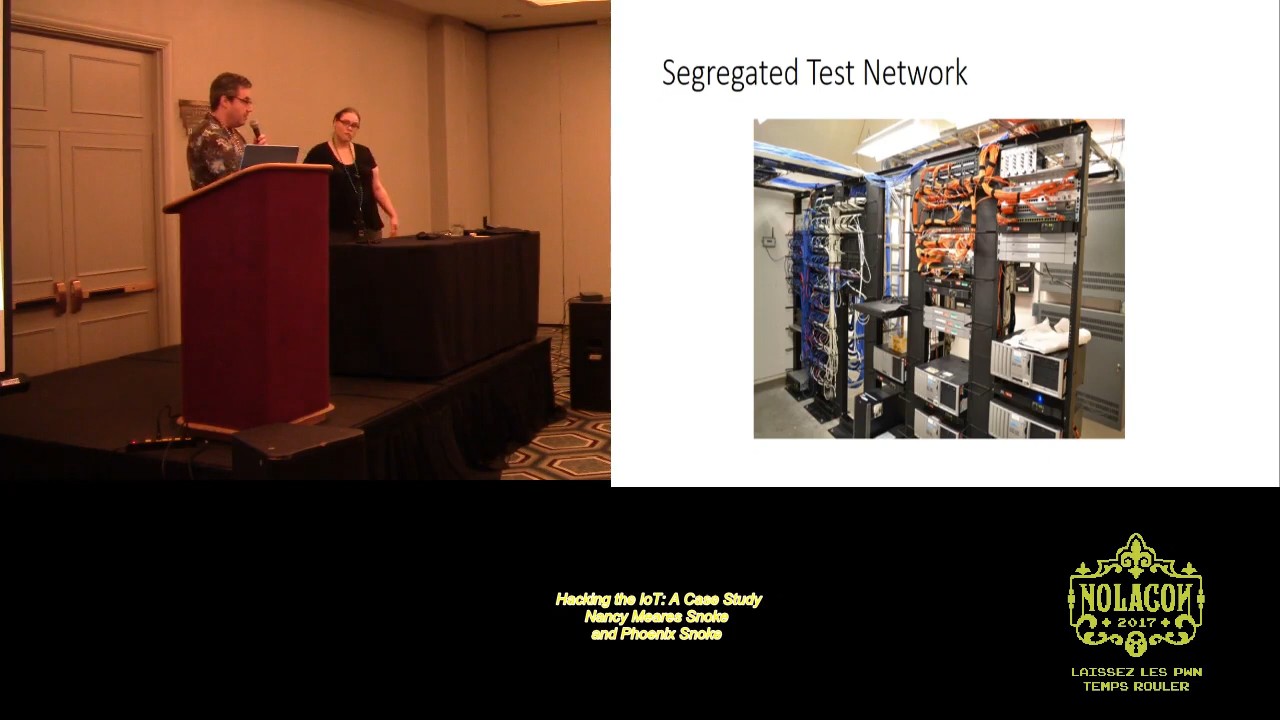 Segregated Test Network
Hacking the IoT: A Case Study
Nancy Meares Snoke
and Phoenix Snoke
NOLACON
2017
LAISSEZ LES PWN
TEMPS ROULER